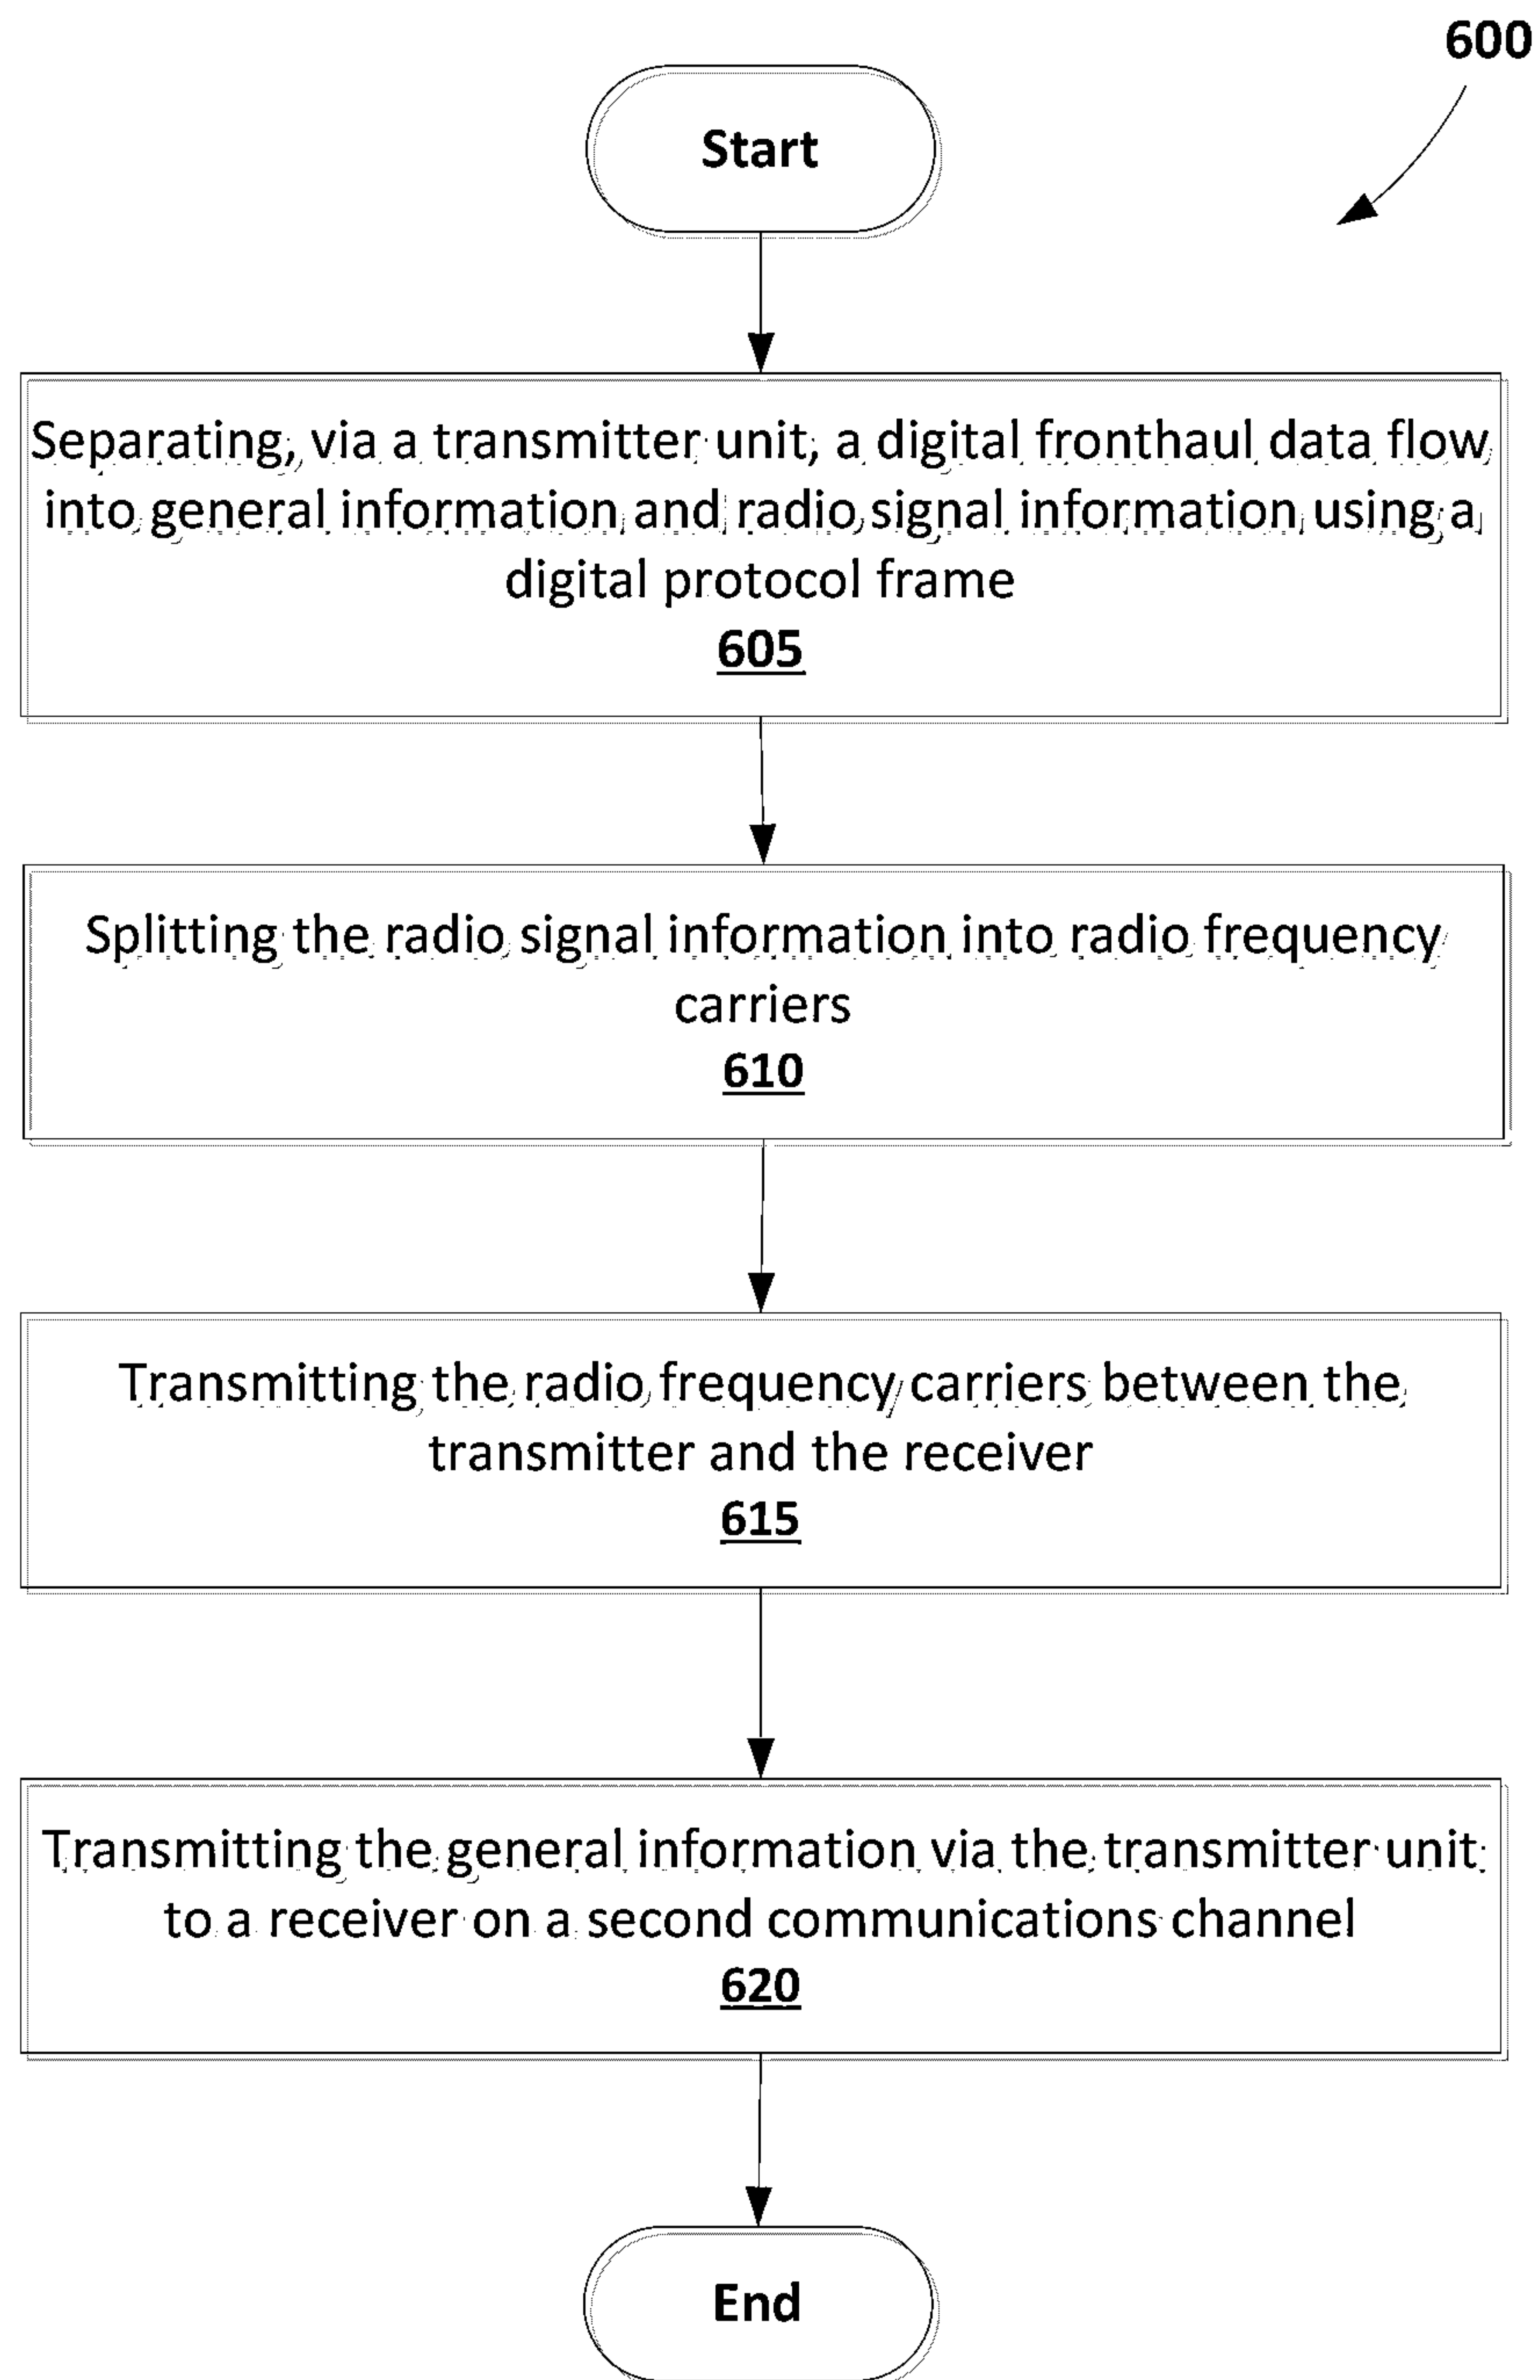 600
Start
Separating, via a transmitter unit, a digital fronthaul data flow
into general information and radio signal information using a
digital protocol frame
605
Splitting the radio signal information into radio frequency
carriers
610
Transmitting the radio frequency carriers between the
transmitter and the receiver
615
Transmitting the general information via the transmitter unit
to a receiver on a second communications channel
620
End